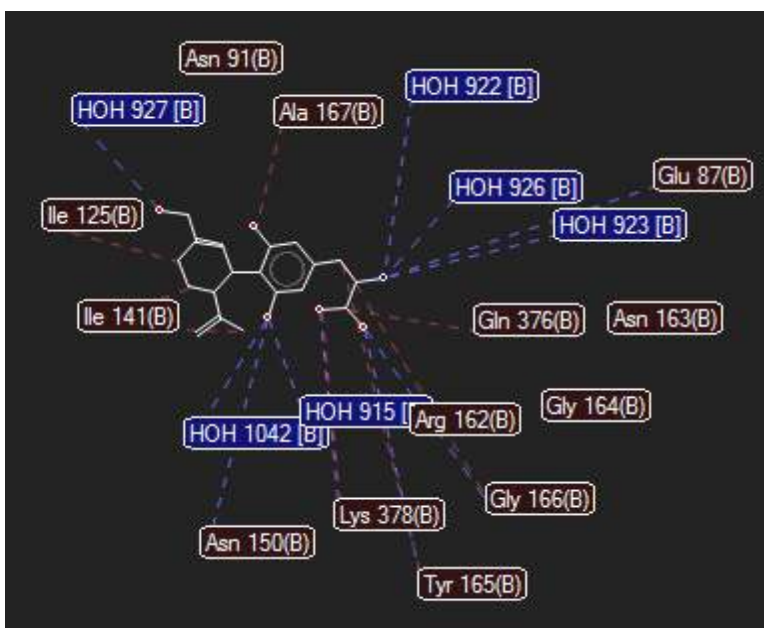 Asn 91(B)
HOH 922 [B]
HOH 927 [B]
Ala 167(B)
Glu 87(B)
HOH 926 [B]
Ile 125(B)
HOH 923 [B]
Ile 141(B)
Gln 376(B)
Asn 163(B)
Gly 164(B)
HOH 915 [
Arg 162(B)
HOH 1042 [B]
Gly 166(B)
Lys 378(B)
Asn 150(B)
Tyr 165(B)